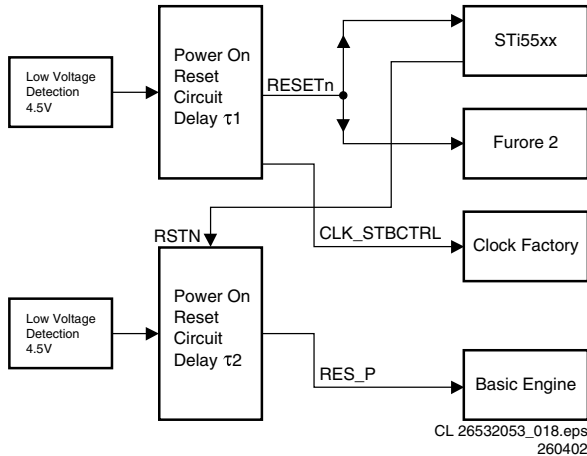 Low Voltage
Detection
4.5V
Power On
Reset
Circuit
Delay τ1
RESETn
STi55xx
Furore 2
RSTN
CLK_STBCTRL
Clock Factory
Low Voltage
Detection
4.5V
Power On
Reset
Circuit
Delay τ2
RES_P
Basic Engine
CL 26532053_018.eps
260402